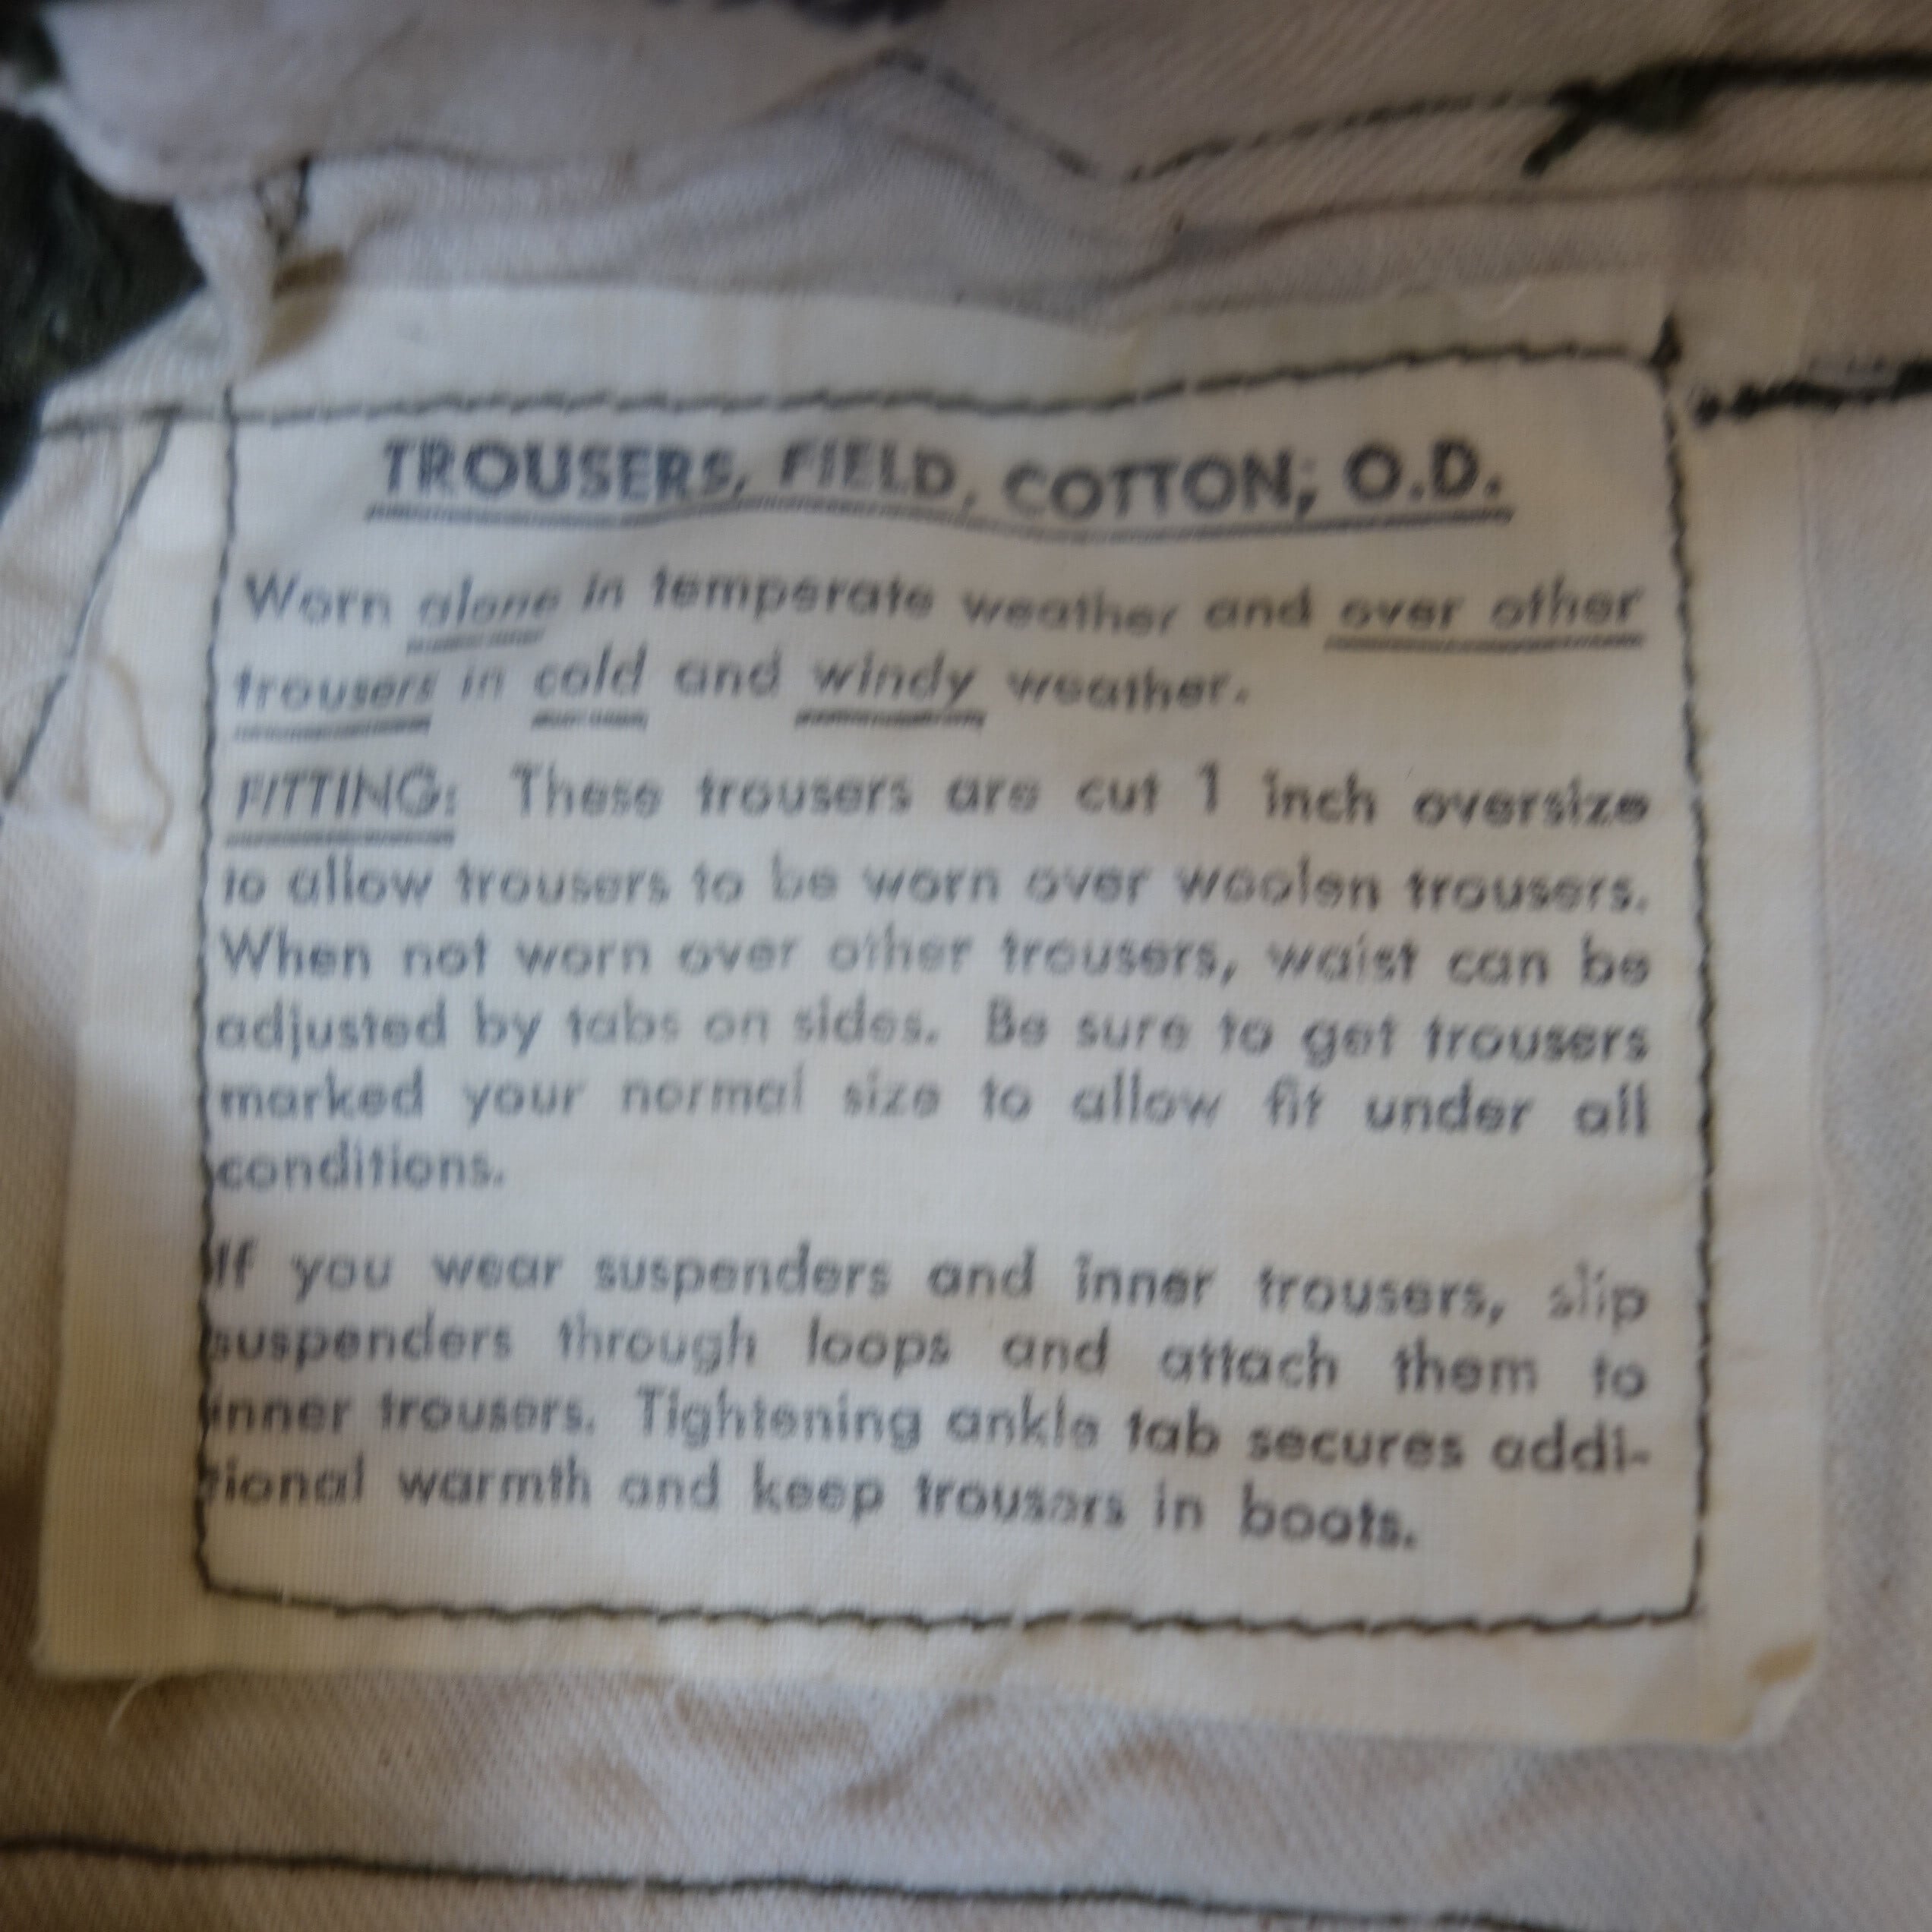 TROUSERS, FIELD, COTTON, O.D.
Worn alone in temperate weather and over other
trousers in cold and windy weather.
FITTING: These trousers are cut 1 inch oversize
to allow trousers to be worn over woolen trousers.
When not worn over other trousers, waist can be
adjusted by tabs on sides. Be sure to get trousers
marked your normal size to allow fit under all
conditions.
If you wear suspenders and inner trousers, slip
suspenders through loops and attach them to
inner trousers. Tightening ankle tab secures addi-
tional warmth and keep trousers in boots.